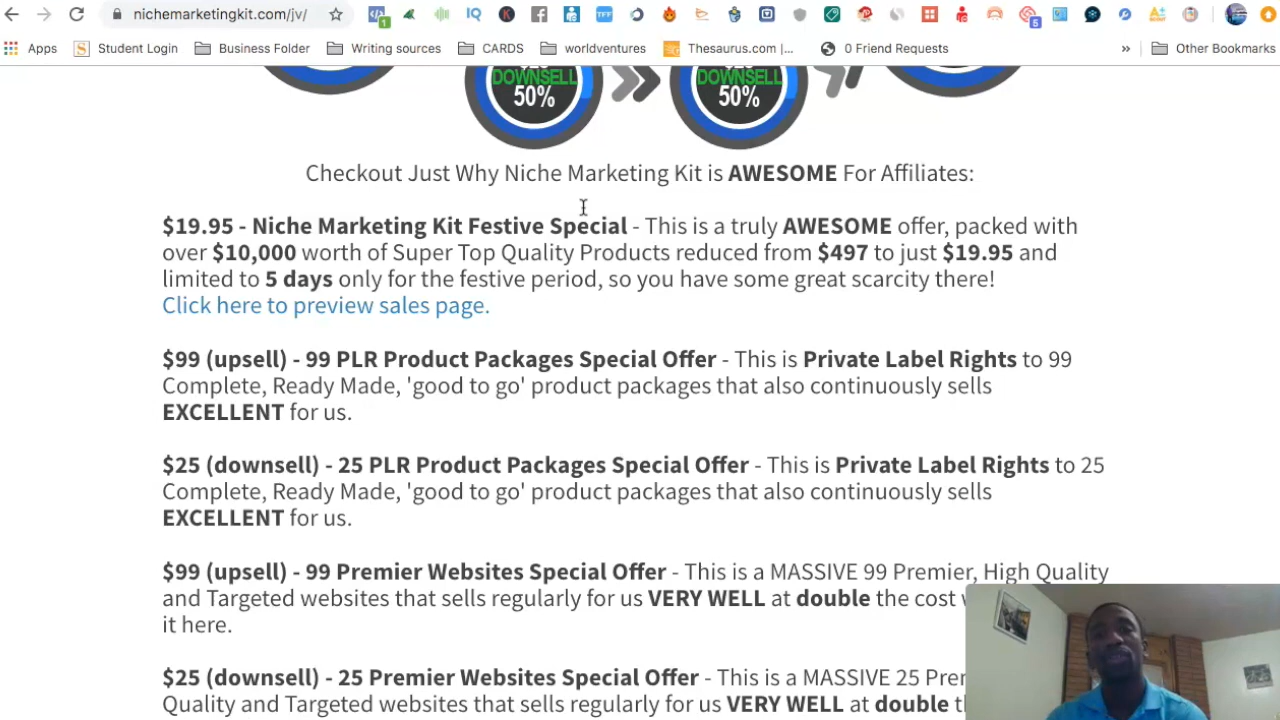 nichemarketingkit.com/jv/
1
IQ
K
TFF
5
Apps
Student Login
Business Folder
Writing sources
CARDS
worldventures
Thesaurus.com |...
0 Friend Requests
»
Other Bookmarks
DOWNSELL DOWNSELL
50% 50%
Checkout Just Why Niche Marketing Kit is AWESOME For Affiliates:
$19.95 - Niche Marketing Kit Festive Special - This is a truly AWESOME offer, packed with
over $10,000 worth of Super Top Quality Products reduced from $497 to just $19.95 and
limited to 5 days only for the festive period, so you have some great scarcity there!
Click here to preview sales page.
$99 (upsell) - 99 PLR Product Packages Special Offer - This is Private Label Rights to 99
Complete, Ready Made, 'good to go' product packages that also continuously sells
EXCELLENT for us.
$25 (downsell) - 25 PLR Product Packages Special Offer - This is Private Label Rights to 25
Complete, Ready Made, 'good to go' product packages that also continuously sells
EXCELLENT for us.
$99 (upsell) - 99 Premier Websites Special Offer - This is a MASSIVE 99 Premier, High Quality
and Targeted websites that sells regularly for us VERY WELL at double the cost
it here.
$25 (downsell) - 25 Premier Websites Special Offer - This is a MASSIVE 25
Quality and Targeted websites that sells regularly for us VERY WELL at double